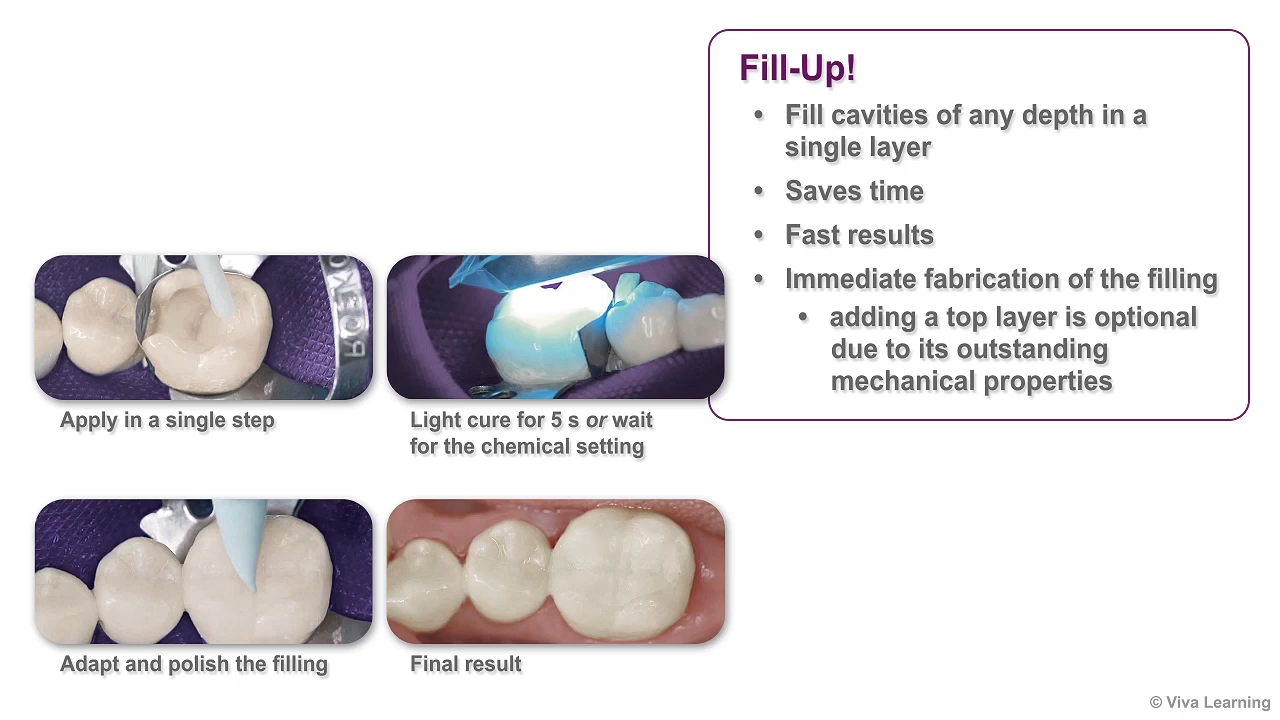 Fill-Up!
• Fill cavities of any depth in a
single layer
• Saves time
• Fast results
• Immediate fabrication of the filling
• adding a top layer is optional
due to its outstanding
mechanical properties
Apply in a single step
Light cure for 5 s or wait
for the chemical setting
Adapt and polish the filling
Final result
© Viva Learning